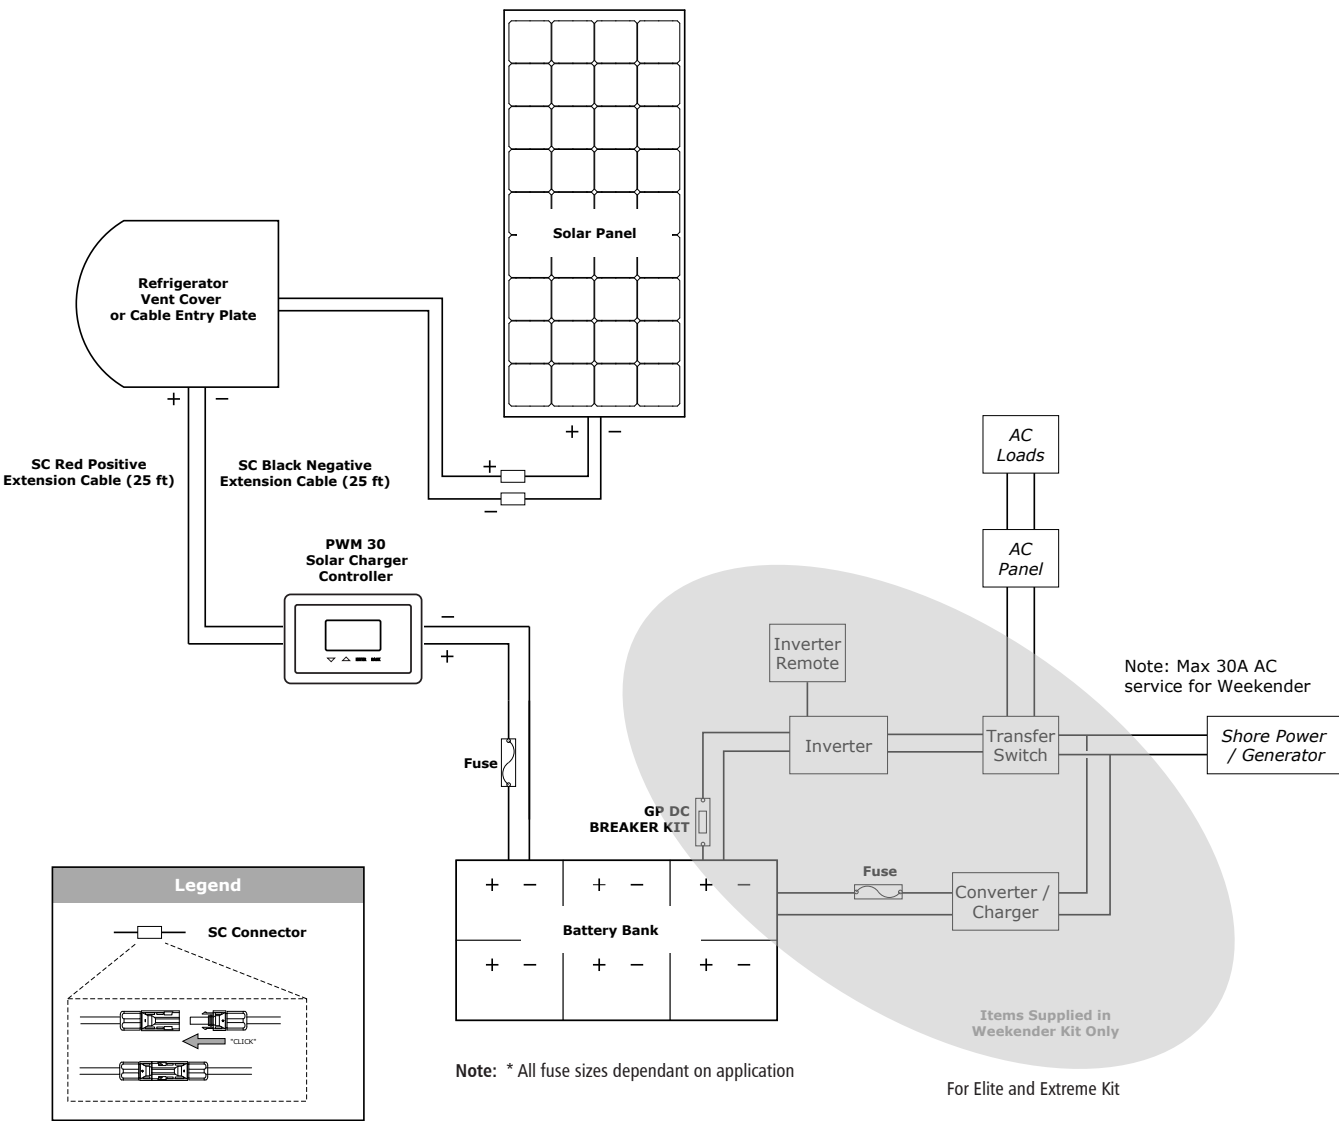 Solar Panel
Refrigerator
Vent Cover
or Cable Entry Plate
+ −
+ −
+
−
SC Red Positive
Extension Cable (25 ft)
SC Black Negative
Extension Cable (25 ft)
AC
Loads
AC
Panel
PWM 30
Solar Charger
Controller
−
+
Inverter
Remote
Note: Max 30A AC
service for Weekender
Inverter
Transfer
Switch
Shore Power
/ Generator
Fuse
GP DC
BREAKER KIT
Fuse
Converter /
Charger
+ − + − + −
Battery Bank
+ − + − + −
Items Supplied in
Weekender Kit Only
Legend
SC Connector
"CLICK"
Note: * All fuse sizes dependant on application
For Elite and Extreme Kit